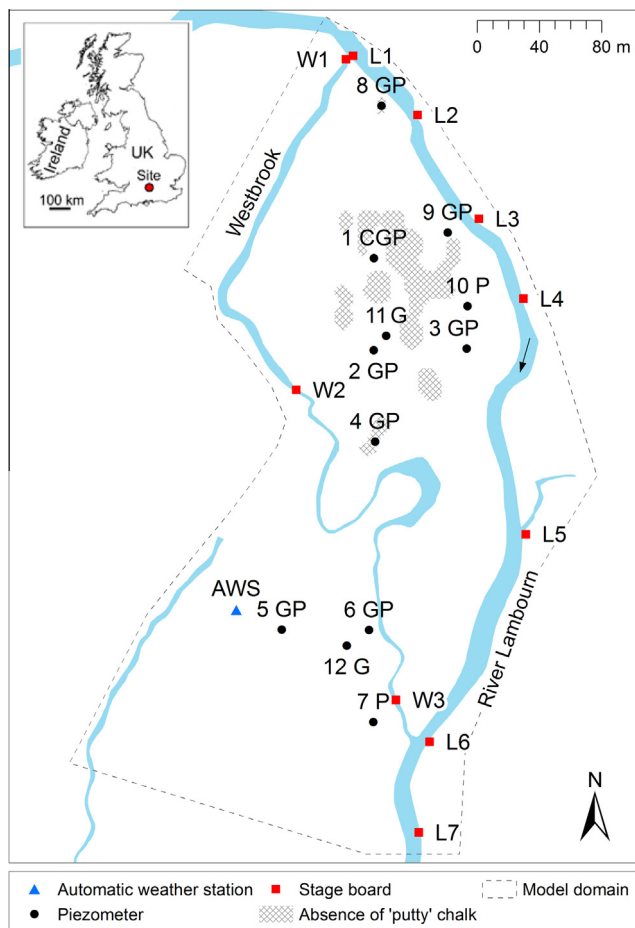 0 40 80 m
Ireland
UK
Site
100 km
W1
L1
8 GP
L2
Westbrook
9 GP
L3
1 CGP
10 P
L4
11 G
3 GP
2 GP
W2
4 GP
L5
AWS
5 GP
6 GP
12 G
River Lambourn
7 P
W3
L6
N
L7
Automatic weather station
Stage board
Model domain
Piezometer
Absence of 'putty' chalk